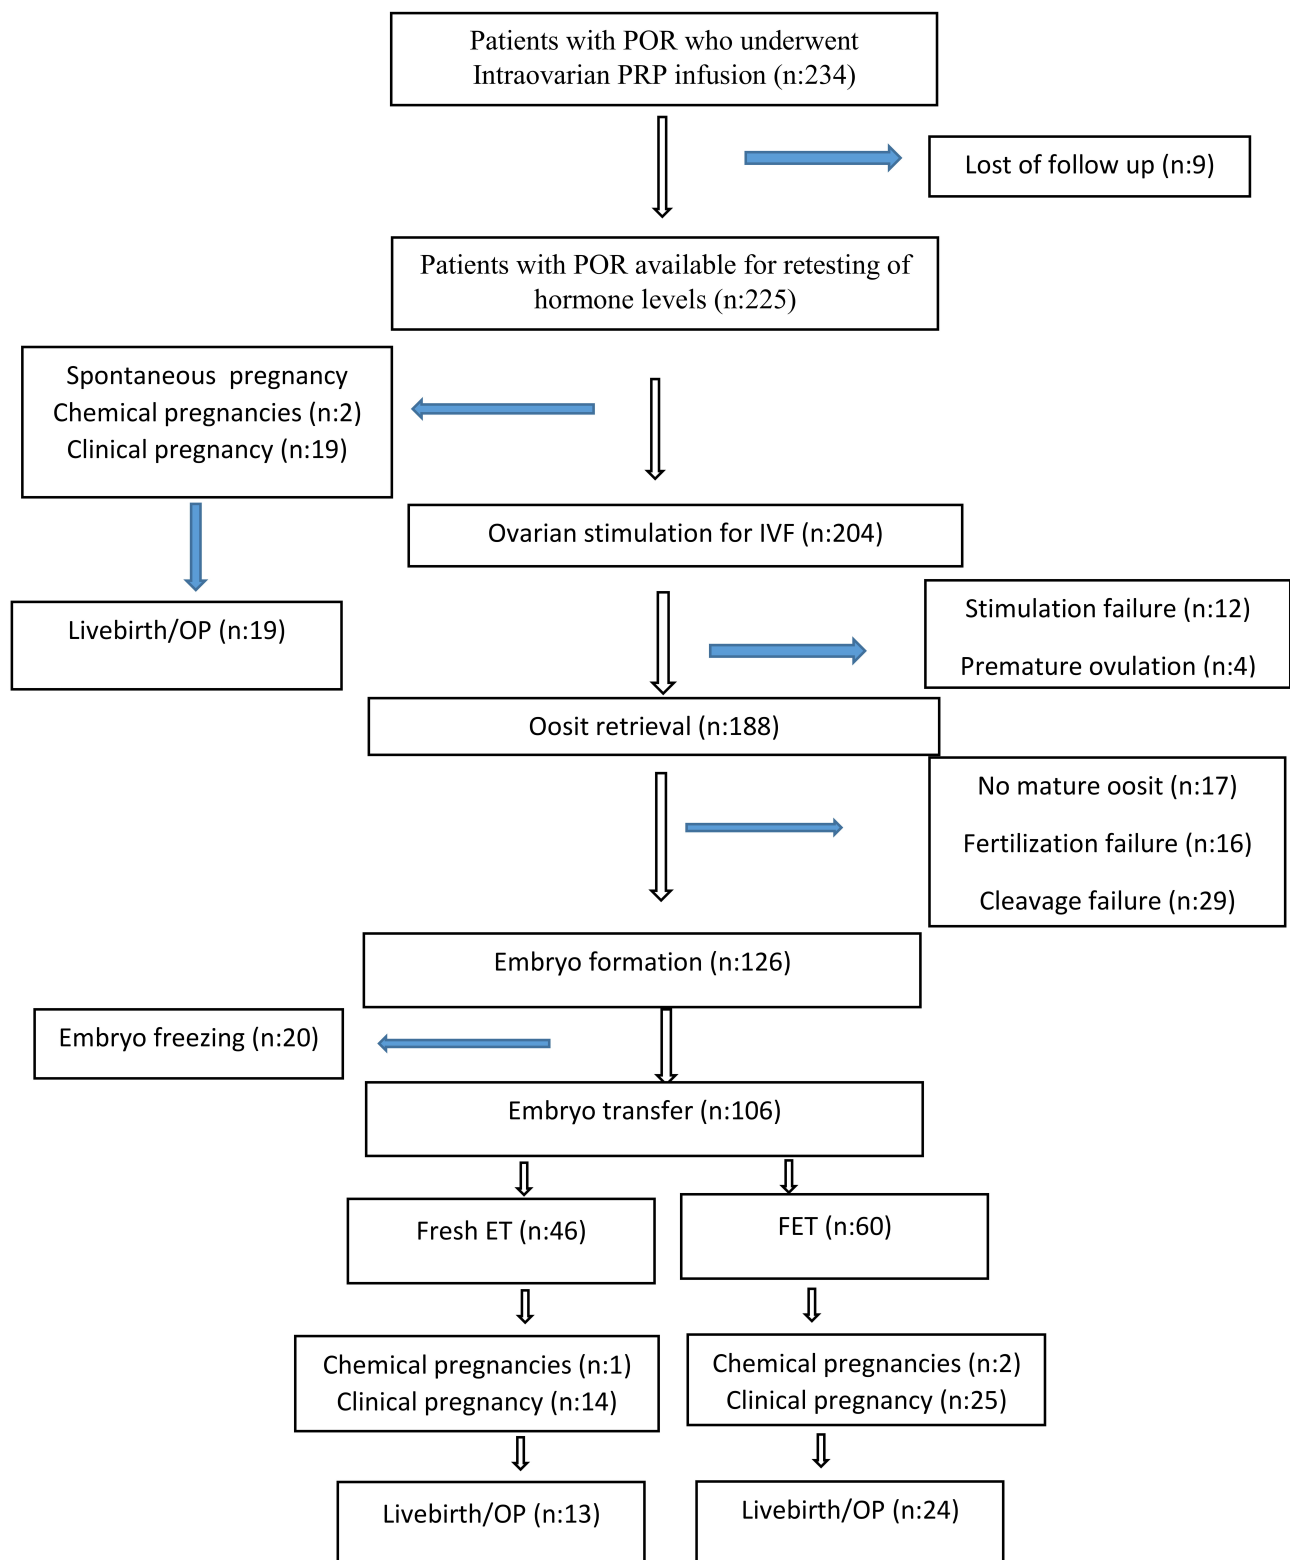 Patients with POR who underwent
Intraovarian PRP infusion (n:234)
Lost of follow up (n:9)
Patients with POR available for retesting of
hormone levels (n:225)
Spontaneous pregnancy
Chemical pregnancies (n:2)
Clinical pregnancy (n:19)
Ovarian stimulation for IVF (n:204)
Livebirth/OP (n:19)
Stimulation failure (n:12)
Premature ovulation (n:4)
Oosit retrieval (n:188)
No mature oosit (n:17)
Fertilization failure (n:16)
Cleavage failure (n:29)
Embryo formation (n:126)
Embryo freezing (n:20)
Embryo transfer (n:106)
Fresh ET (n:46)
FET (n:60)
Chemical pregnancies (n:1)
Clinical pregnancy (n:14)
Chemical pregnancies (n:2)
Clinical pregnancy (n:25)
Livebirth/OP (n:13)
Livebirth/OP (n:24)